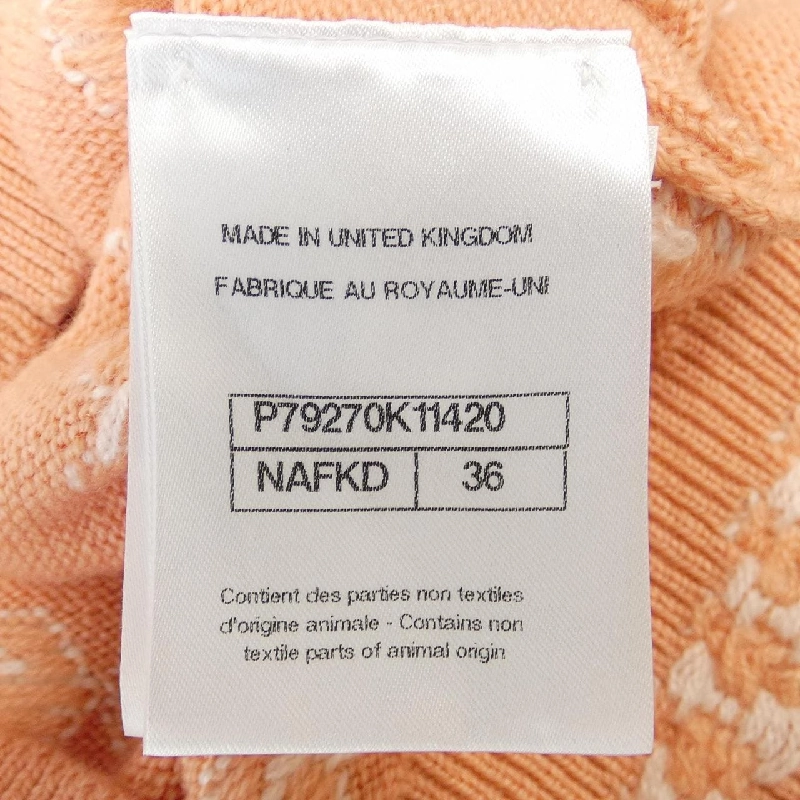 MADE IN UNITED KINGDOM
FABRIQUE AU ROYAUME-UNI
P79270K11420
NAFKD 36
Contient des parties non textiles
d'origine animale - Contains non
textile parts of animal origin